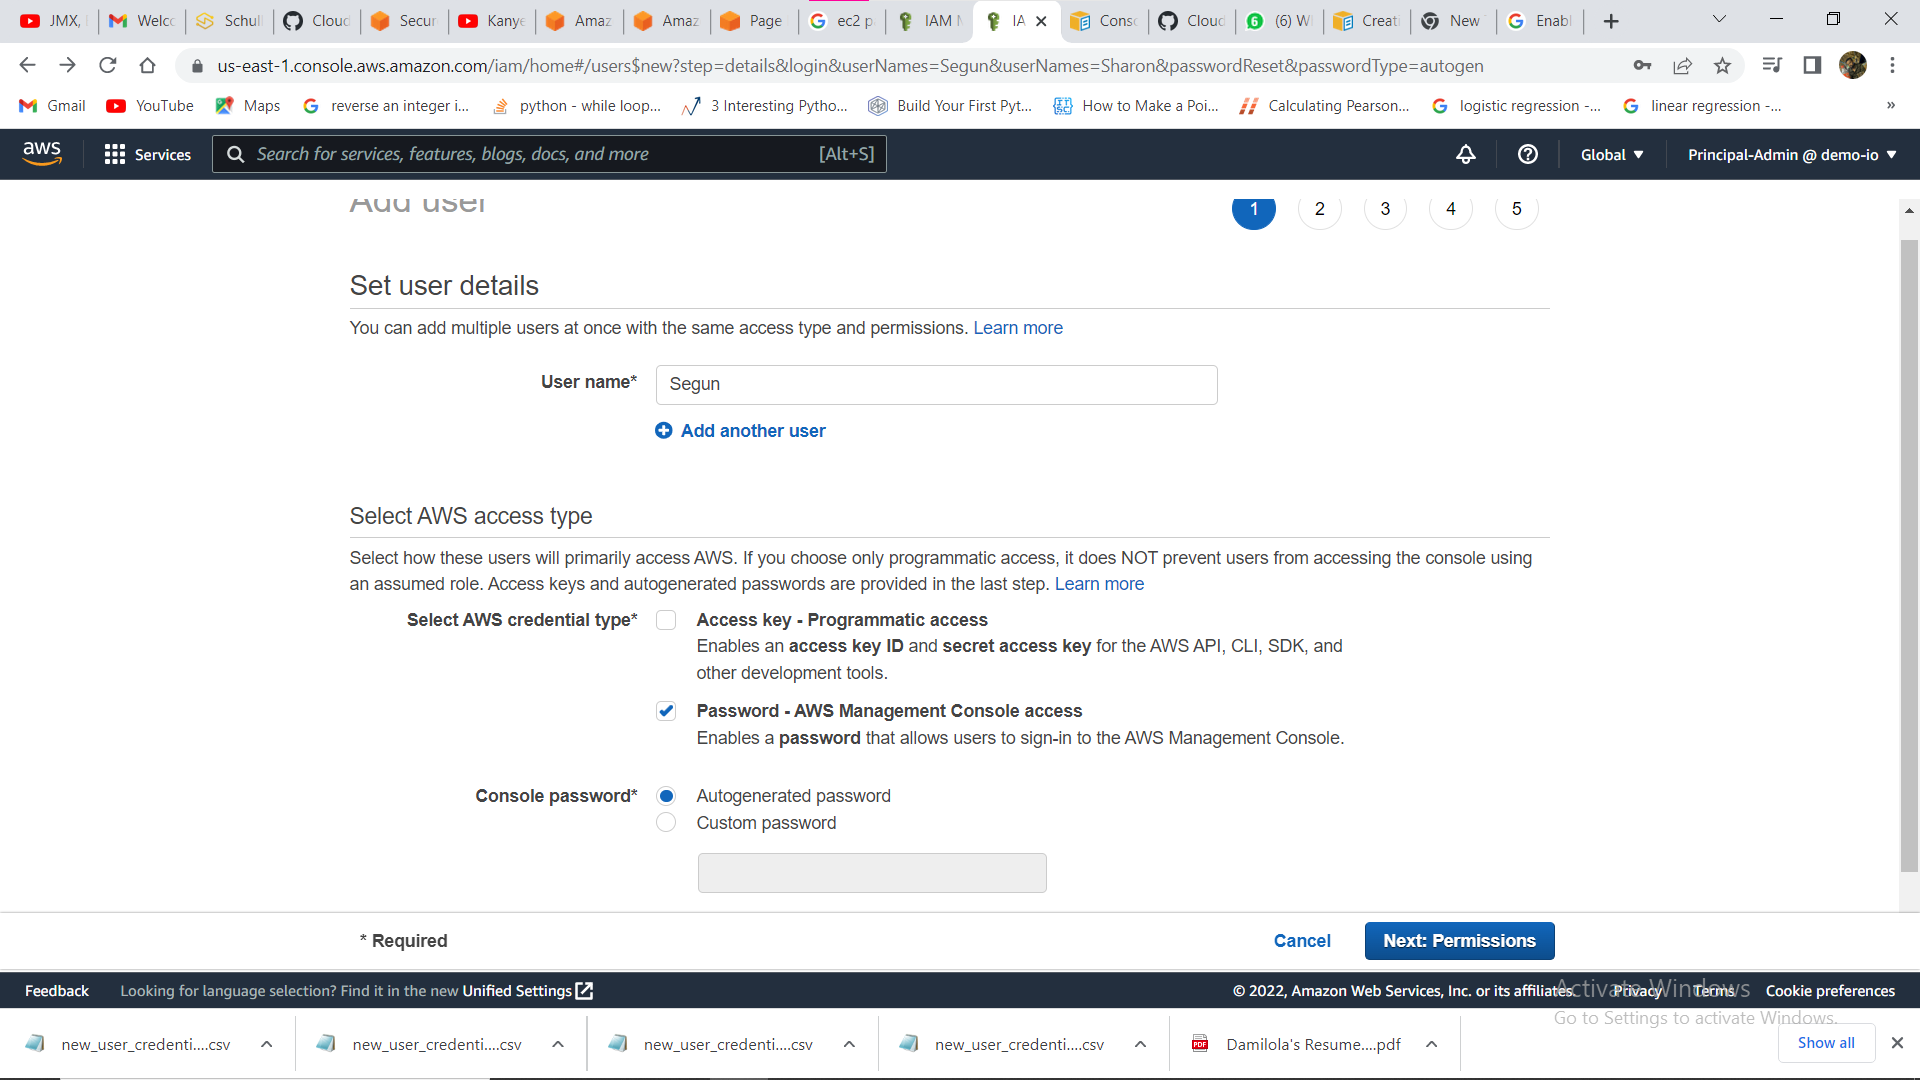 JMX,
Welco
Schull
Cloud
Secur
Kanye
Amaz
Amaz
Page
ec2 p
IAM M
IA
Conso
Cloud
(6) W
Creat
New
Enabl
us-east-1.console.aws.amazon.com/iam/home#/users$new?step=details&login&userNames=Segun&userNames=Sharon&passwordReset&passwordType=autogen
Gmail
YouTube
Maps
reverse an integer i...
python - while loop...
3 Interesting Pytho...
Build Your First Pyt...
How to Make a Poi...
Calculating Pearson...
logistic regression -...
linear regression -...
»
aws
Services
Search for services, features, blogs, docs, and more
[Alt+S]
Global
Principal-Admin @ demo-io
Add user
1
2
3
4
5
Set user details
You can add multiple users at once with the same access type and permissions. Learn more
User name*
Segun
Add another user
Select AWS access type
Select how these users will primarily access AWS. If you choose only programmatic access, it does NOT prevent users from accessing the console using
an assumed role. Access keys and autogenerated passwords are provided in the last step. Learn more
Select AWS credential type*
Access key - Programmatic access
Enables an access key ID and secret access key for the AWS API, CLI, SDK, and
other development tools.
Password - AWS Management Console access
Enables a password that allows users to sign-in to the AWS Management Console.
Console password*
Autogenerated password
Custom password
* Required
Cancel
Next: Permissions
Feedback
Looking for language selection? Find it in the new Unified Settings
© 2022, Amazon Web Services, Inc. or its affiliates.
Privacy
Terms
Cookie preferences
Activate Windows
Go to Settings to activate Windows.
new_user_credenti....csv
new_user_credenti....csv
new_user_credenti....csv
new_user_credenti....csv
PDF
Damilola's Resume....pdf
Show all